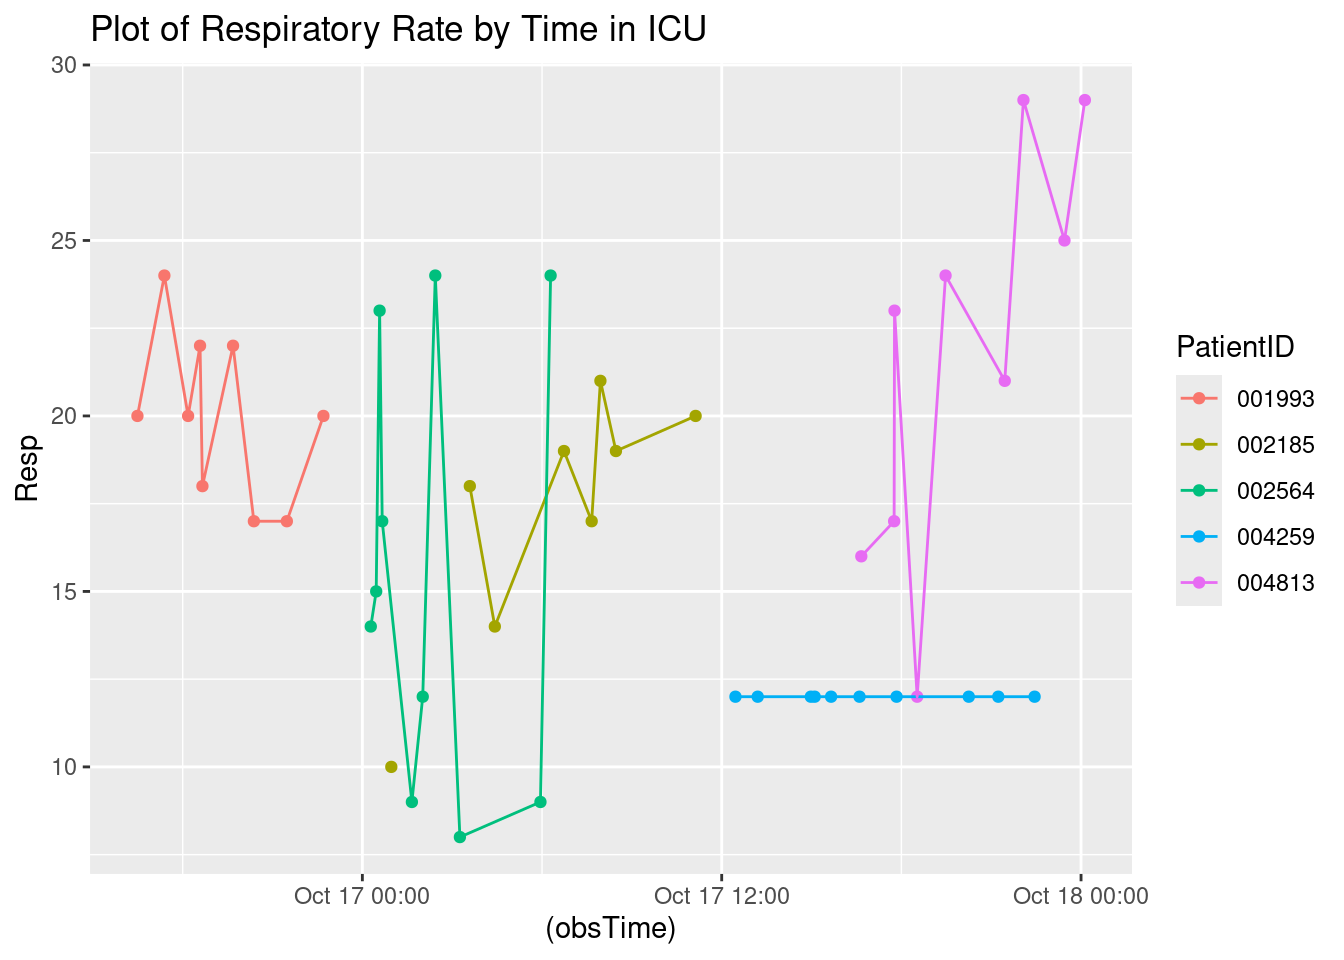 Plot of Respiratory Rate by Time in ICU
30
25
20
15
10
Resp
Oct 17 00:00
Oct 17 12:00
Oct 18 00:00
(obsTime)
PatientID
001993
002185
002564
004259
004813